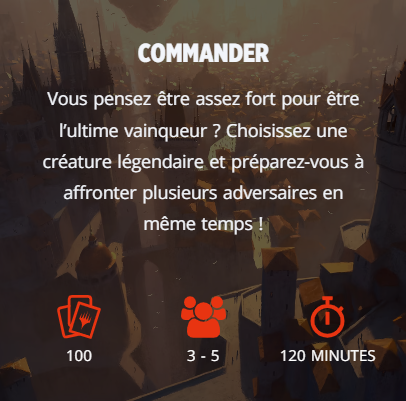 COMMANDER
Vous pensez être assez fort pour être
l'ultime vainqueur ? Choisissez une
créature légendaire et préparez-vous à
affronter plusieurs adversaires en
même temps !
100
3 - 5
120 MINUTES